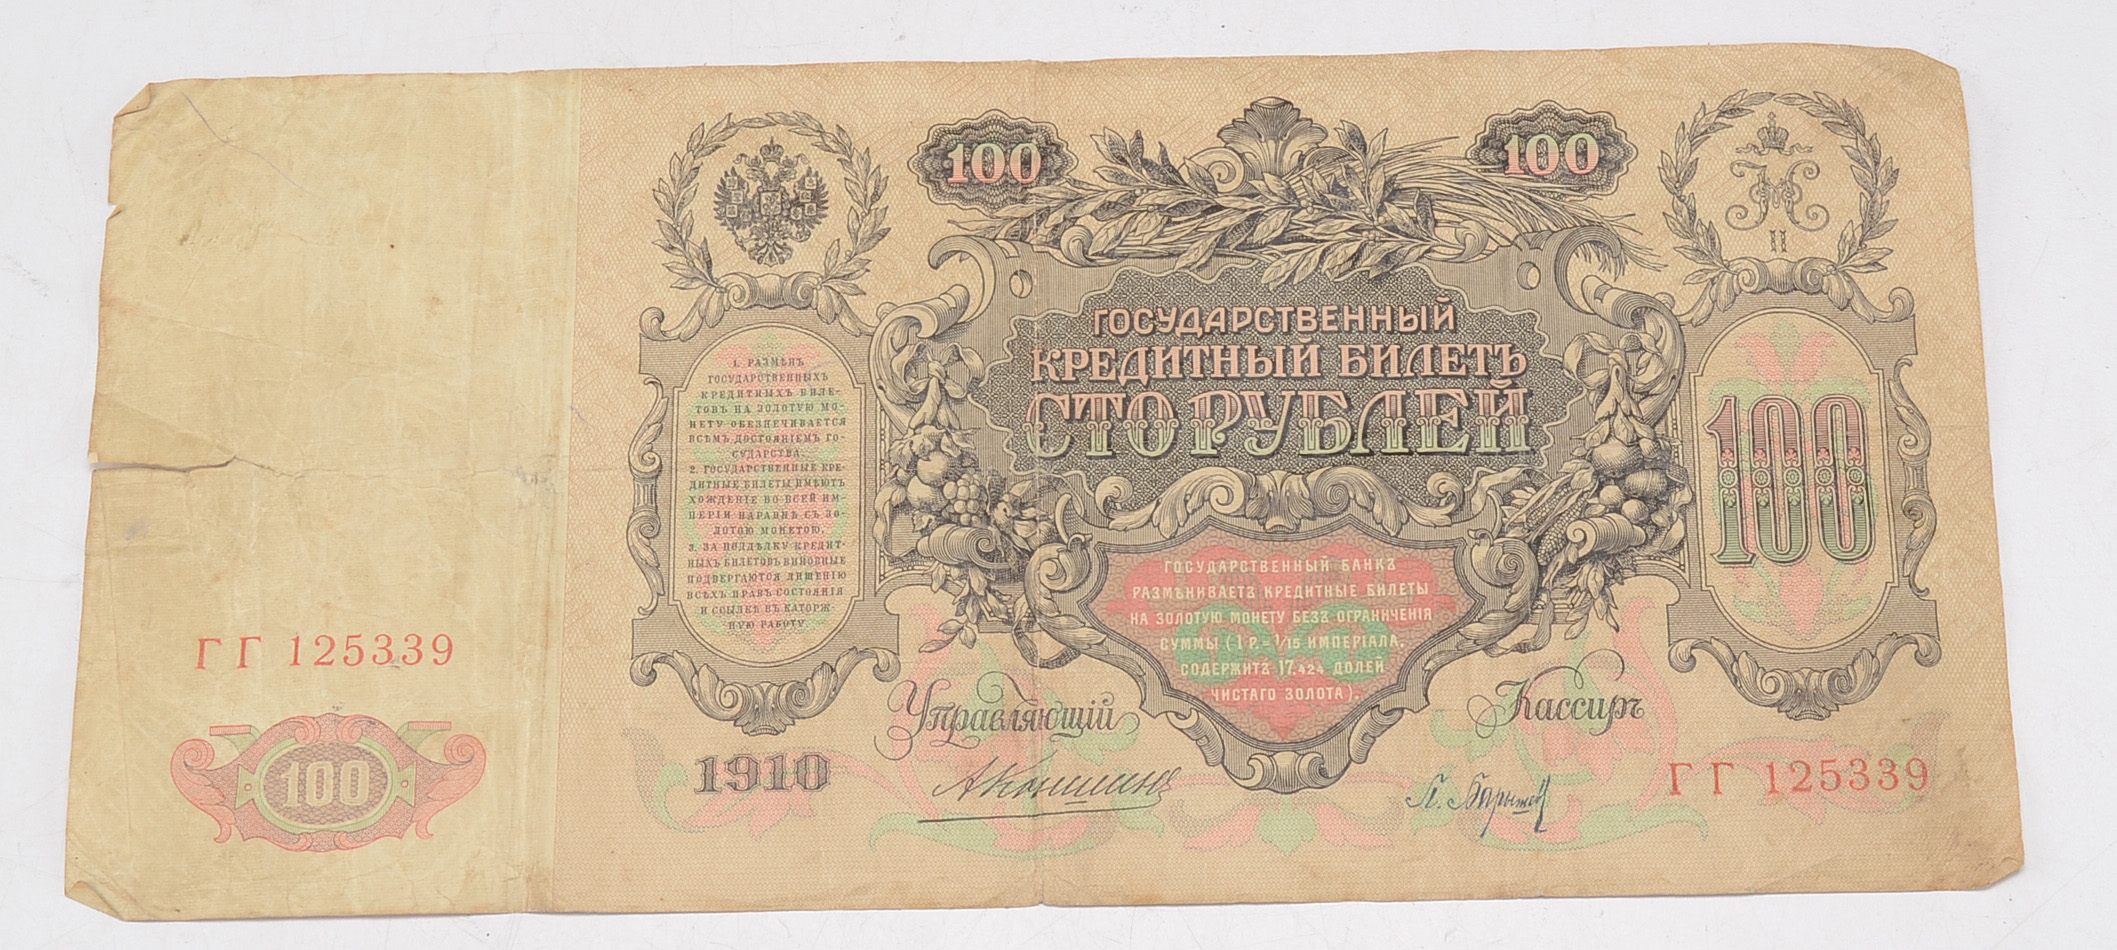 100
100
II
ГОСУДАРСТВЕННЫЙ
КРЕДИТНЫЙ БИЛЕТЪ
СТО РУБЛЕЙ
1. РАЗМѢНЪ
ГОСУДАРСТВЕННЫХЪ
КРЕДИТНЫХЪ БИЛЕ-
ТОВЪ НА ЗОЛОТУЮ МО-
НЕТУ ОБЕЗПЕЧИВАЕТСЯ
ВСѢМЪ ДОСТОЯНІЕМЪ ГО-
СУДАРСТВА.
2. ГОСУДАРСТВЕННЫЕ КРЕ-
ДИТНЫЕ БИЛЕТЫ ИМѢЮТЪ
ХОЖДЕНІЕ ВО ВСЕЙ ИМ-
ПЕРІИ НАРАВНѢ СЪ ЗО-
ЛОТОЮ МОНЕТОЮ.
3. ЗА ПОДДѢЛКУ КРЕДИТ-
НЫХЪ БИЛЕТОВЪ ВИНОВНЫЕ
ПОДВЕРГАЮТСЯ ЛИШЕНІЮ
ВСѢХЪ ПРАВЪ СОСТОЯНІЯ
И ССЫЛКѢ ВЪ КАТОРЖ-
НУЮ РАБОТУ.
100
ГОСУДАРСТВЕННЫЙ БАНКЪ
РАЗМѢНИВАЕТЪ КРЕДИТНЫЕ БИЛЕТЫ
НА ЗОЛОТУЮ МОНЕТУ БЕЗЪ ОГРАНИЧЕНІЯ
СУММЫ (1 Р. = 1/15 ИМПЕРІАЛА,
СОДЕРЖИТЪ 17,424 ДОЛЕЙ
ЧИСТАГО ЗОЛОТА).
ГГ 125339
100
Управляющій
Кассиръ
1910
АКоншинъ
ГГ 125339